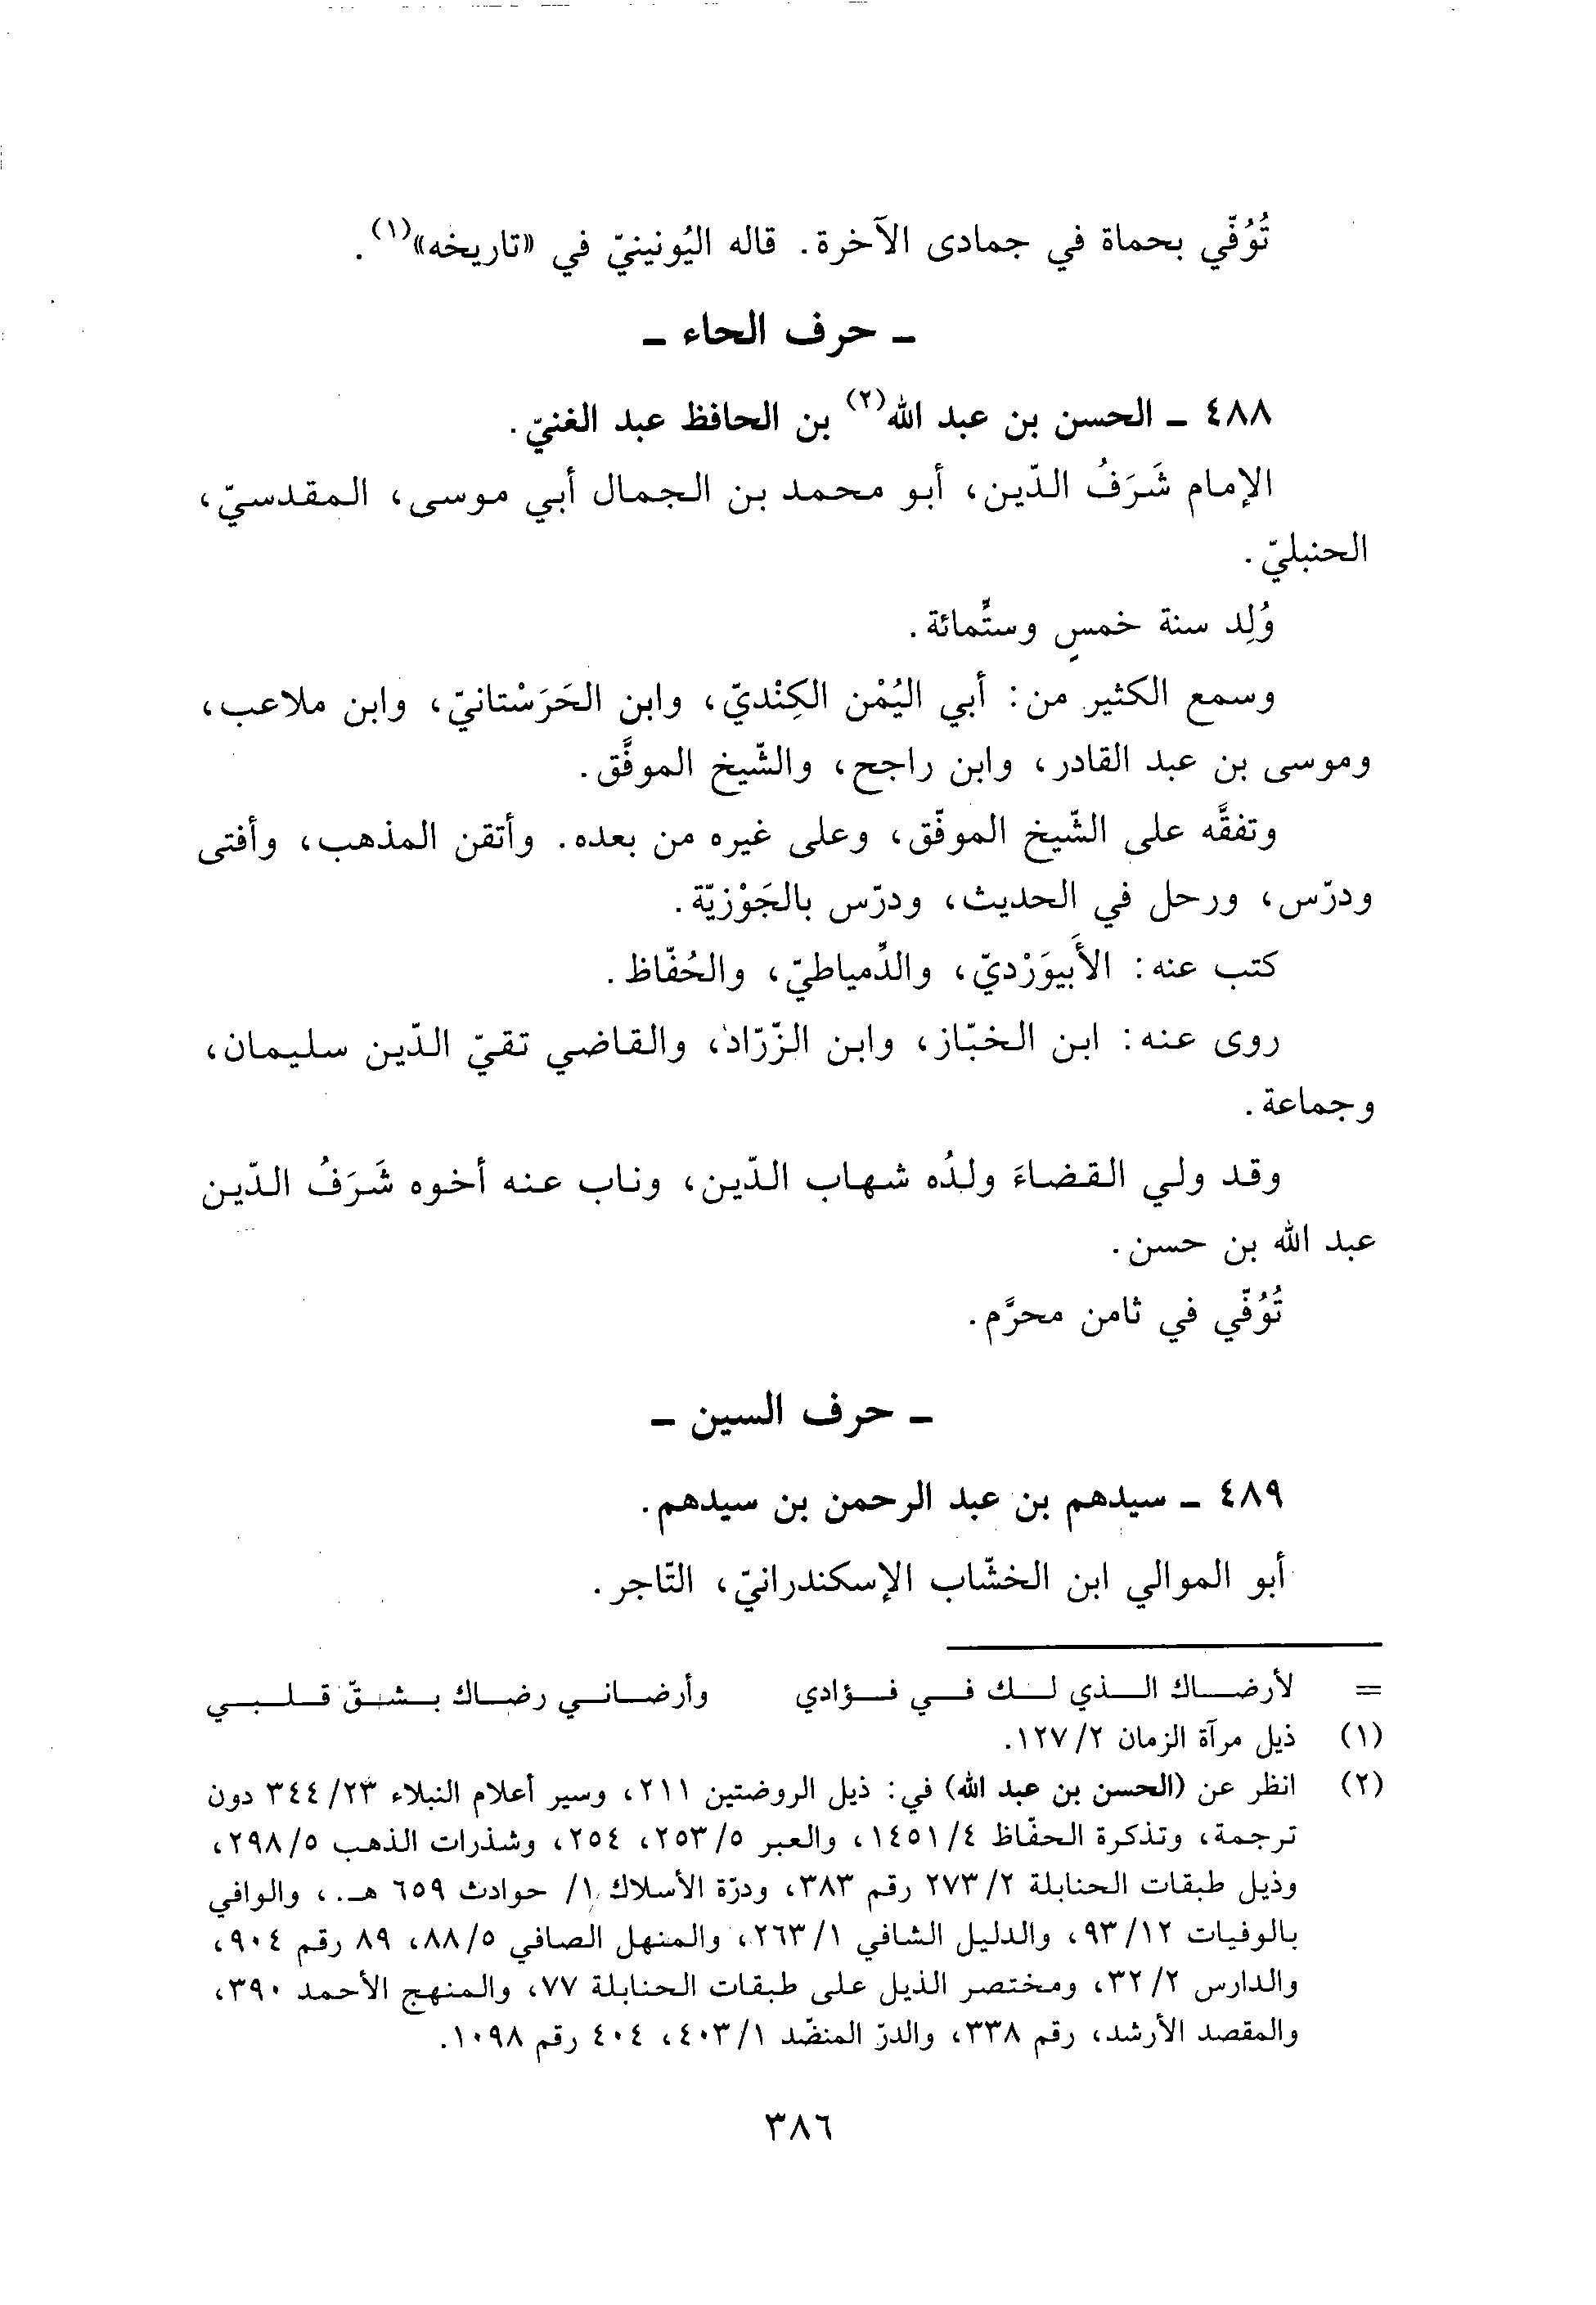 تُوُفّي بحماة في جمادى الآخرة. قاله اليُونينيّ في «تاريخه»(١).
ـ حرف الحاء ـ
٤٨٨ ـ الحسن بن عبد الله(٢) بن الحافظ عبد الغنيّ.
الإمام شَرَفُ الدّين، أبو محمد بن الجمال أبي موسى، المقدسيّ،
الحنبليّ.
وُلِد سنة خمسٍ وستّمائة.
وسمع الكثير من: أبي اليُمْن الكِنْديّ، وابن الحَرَسْتانيّ، وابن ملاعب،
وموسى بن عبد القادر، وابن راجح، والشّيخ الموفَّق.
وتفقَّه على الشّيخ الموفّق، وعلى غيره من بعده. وأتقن المذهب، وأفتى
ودرّس، ورحل في الحديث، ودرّس بالجَوْزيّة.
كتب عنه: الأَبيوَرْديّ، والدِّمياطيّ، والحُفّاظ.
روى عنه: ابن الخبّاز، وابن الزّرّاد، والقاضي تقيّ الدّين سليمان،
وجماعة.
وقد ولي القضاءَ ولدُه شهاب الدّين، وناب عنه أخوه شَرَفُ الدّين
عبد الله بن حسن.
تُوُفّي في ثامن محرَّم.
ـ حرف السين ـ
٤٨٩ ـ سيدهم بن عبد الرحمن بن سيدهم.
أبو الموالي ابن الخشّاب الإسكندرانيّ، التّاجر.
= لأرضاك الذي لك في فؤادي وأرضاني رضاك بشقّ قلبي
(١) ذيل مرآة الزمان ٢/ ١٢٧.
(٢) انظر عن (الحسن بن عبد الله) في: ذيل الروضتين ٢١١، وسير أعلام النبلاء ٢٣/ ٣٤٤ دون
ترجمة، وتذكرة الحفّاظ ٤/ ١٤٥١، والعبر ٥/ ٢٥٣، ٢٥٤، وشذرات الذهب ٥/ ٢٩٨،
وذيل طبقات الحنابلة ٢/ ٢٧٣ رقم ٣٨٣، ودرّة الأسلاك ١/ حوادث ٦٥٩ هـ.، والوافي
بالوفيات ١٢/ ٩٣، والدليل الشافي ١/ ٢٦٣، والمنهل الصافي ٥/ ٨٨، ٨٩ رقم ٩٠٤،
والدارس ٢/ ٣٢، ومختصر الذيل على طبقات الحنابلة ٧٧، والمنهج الأحمد ٣٩٠،
والمقصد الأرشد، رقم ٣٣٨، والدرّ المنضّد ١/ ٤٠٣، ٤٠٤ رقم ١٠٩٨.
٣٨٦